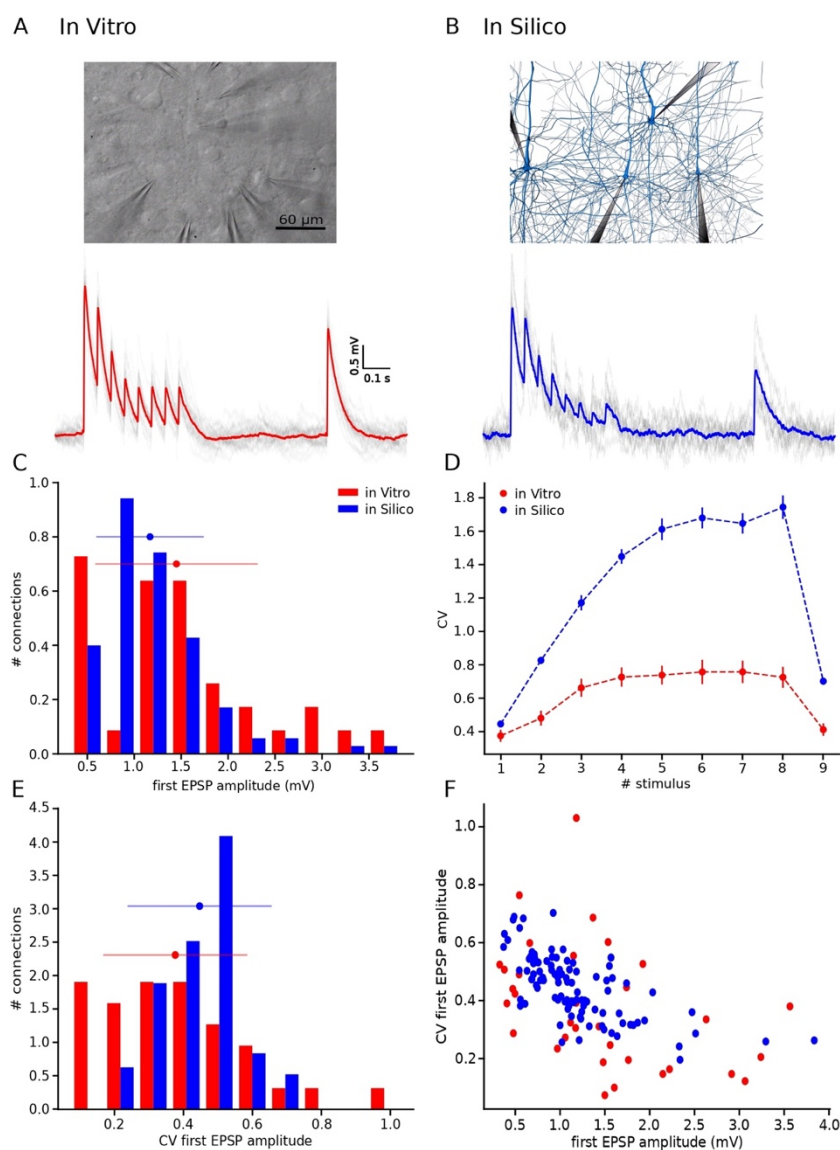 A In Vitro
B In Silico
60 µm
0.5 mV
0.1 s
C
1.0
0.8
0.6
0.4
0.2
0.0
# connections
0.5 1.0 1.5 2.0 2.5 3.0 3.5
first EPSP amplitude (mV)
in Vitro
in Silico
D
in Vitro
in Silico
1.8
1.6
1.4
1.2
1.0
0.8
0.6
0.4
CV
1 2 3 4 5 6 7 8 9
# stimulus
E
4.5
4.0
3.5
3.0
2.5
2.0
1.5
1.0
0.5
0.0
# connections
0.2 0.4 0.6 0.8 1.0
CV first EPSP amplitude
F
1.0
0.8
0.6
0.4
0.2
CV first EPSP amplitude
0.5 1.0 1.5 2.0 2.5 3.0 3.5 4.0
first EPSP amplitude (mV)